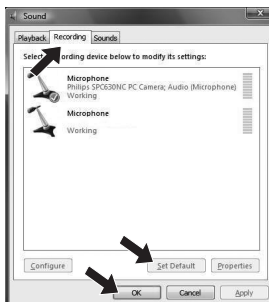 Sound
Playback Recording Sounds
Select recording device below to modify its settings:
Microphone
Philips SPC630NC PC Camera; Audio (Microphone)
Working
Microphone
Working
Configure Set Default Properties
OK Cancel Apply